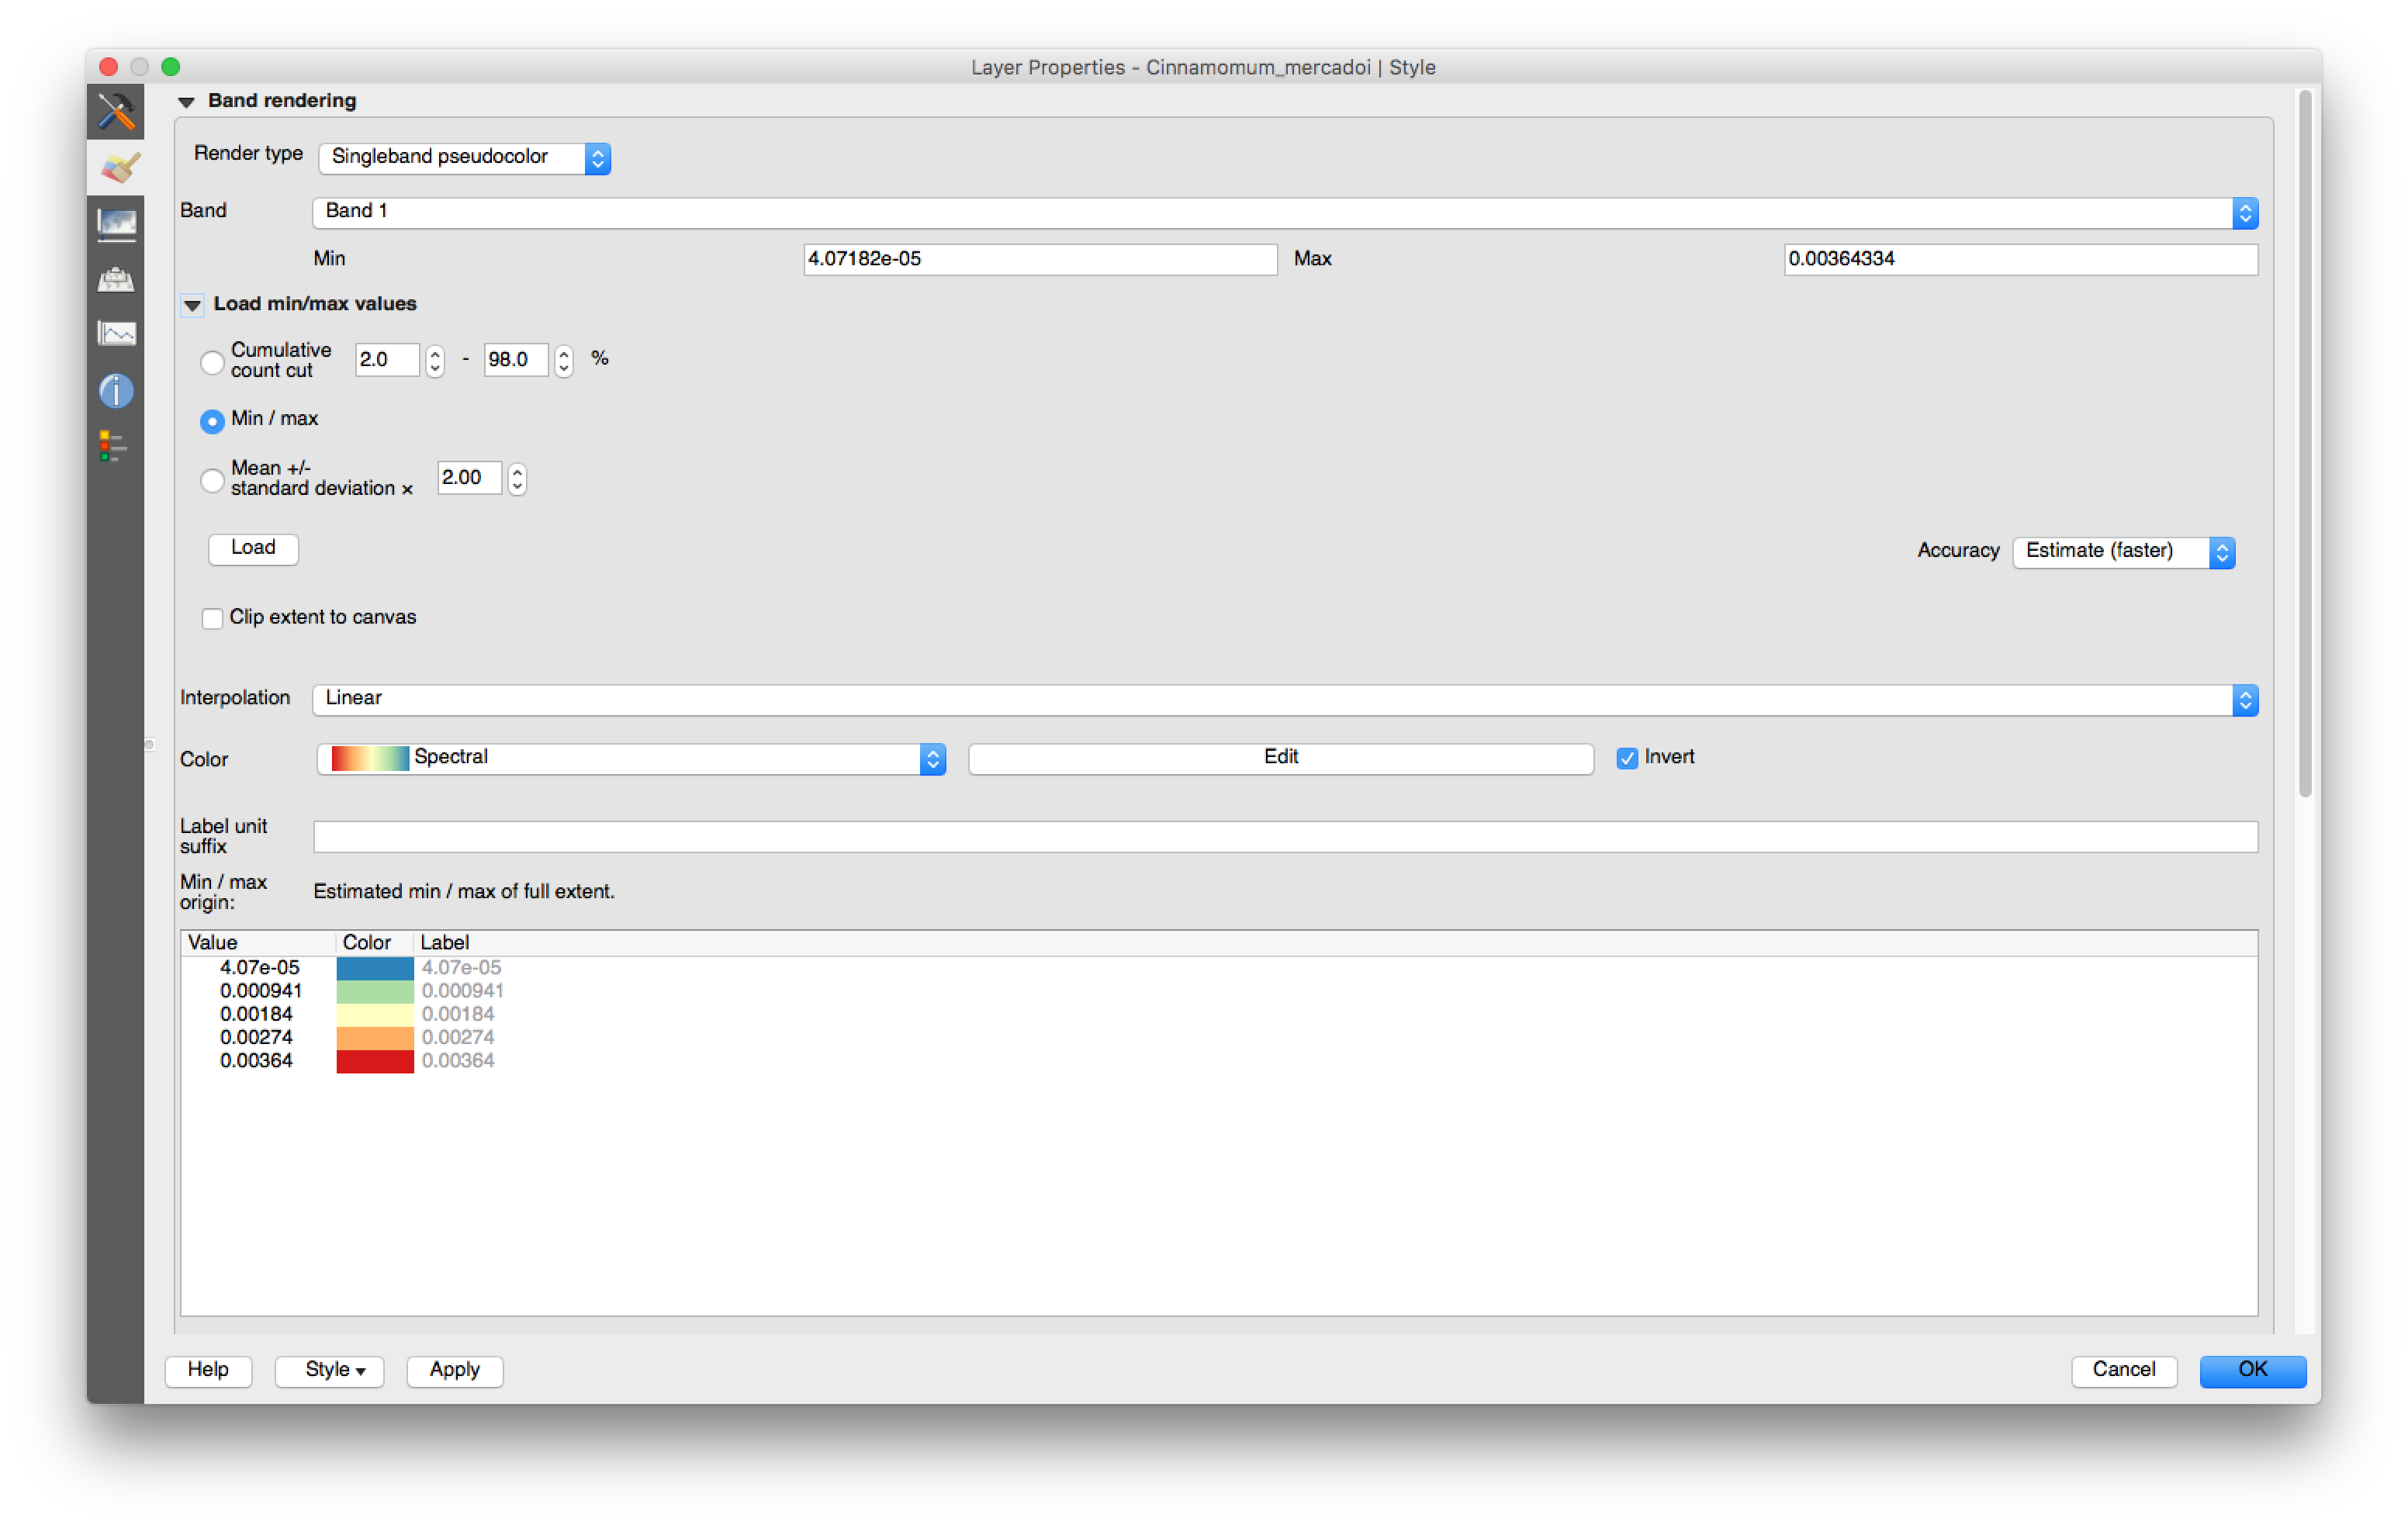 Layer Properties - Cinnamomum_mercadoi | Style
Band rendering
Render type Singleband pseudocolor
Band Band 1
Min 4.07182e-05 Max 0.00364334
Load min/max values
Cumulative
count cut 2.0 - 98.0 %
Min / max
Mean +/-
standard deviation × 2.00
Load Accuracy Estimate (faster)
Clip extent to canvas
Interpolation Linear
Color Spectral Edit Invert
Label unit
suffix
Min / max
origin: Estimated min / max of full extent.
Value Color Label
4.07e-05 4.07e-05
0.000941 0.000941
0.00184 0.00184
0.00274 0.00274
0.00364 0.00364
Help Style Apply Cancel OK